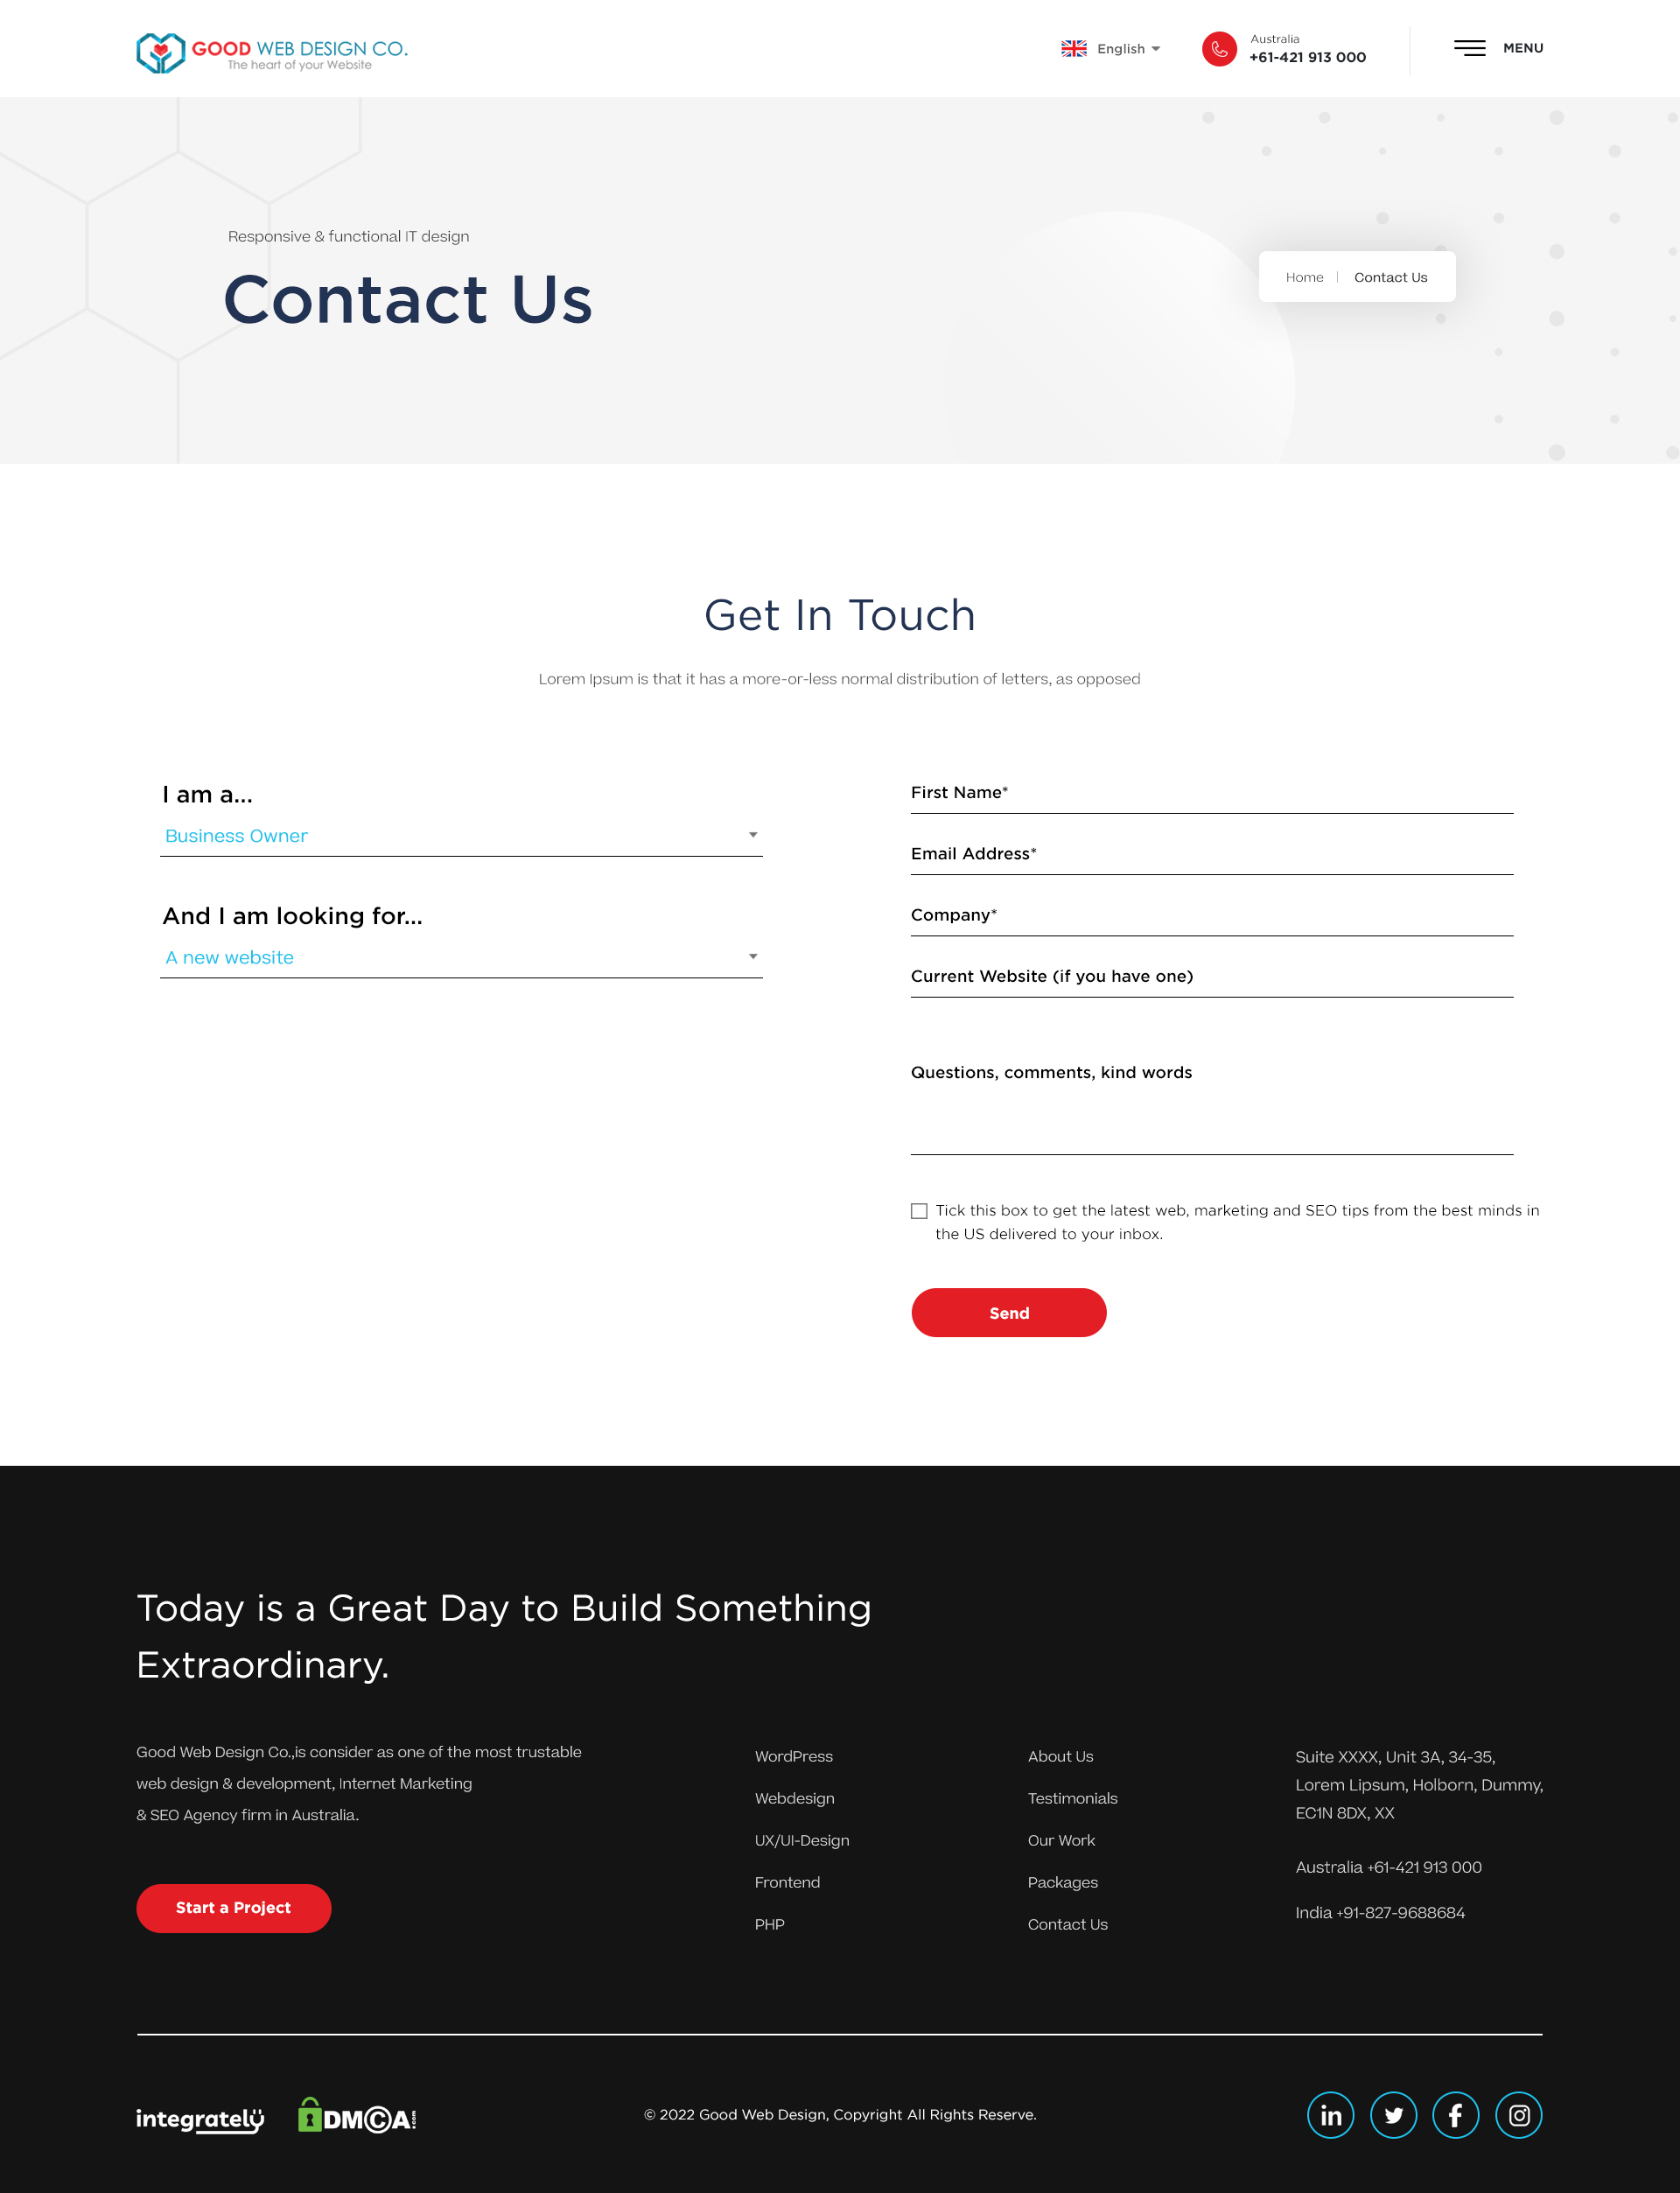 GOOD WEB DESIGN CO.
The heart of your Website
English
Australia
+61-421 913 000
MENU
Responsive & functional IT design
Contact Us
Home | Contact Us
Get In Touch
Lorem Ipsum is that it has a more-or-less normal distribution of letters, as opposed
I am a...
Business Owner
And I am looking for...
A new website
First Name*
Email Address*
Company*
Current Website (if you have one)
Questions, comments, kind words
Tick this box to get the latest web, marketing and SEO tips from the best minds in
the US delivered to your inbox.
Send
Today is a Great Day to Build Something
Extraordinary.
Good Web Design Co.,is consider as one of the most trustable
web design & development, Internet Marketing
& SEO Agency firm in Australia.
Start a Project
WordPress
Webdesign
UX/UI-Design
Frontend
PHP
About Us
Testimonials
Our Work
Packages
Contact Us
Suite XXXX, Unit 3A, 34-35,
Lorem Lipsum, Holborn, Dummy,
EC1N 8DX, XX
Australia +61-421 913 000
India +91-827-9688684
integrately
DMCA.com
© 2022 Good Web Design, Copyright All Rights Reserve.
in
f